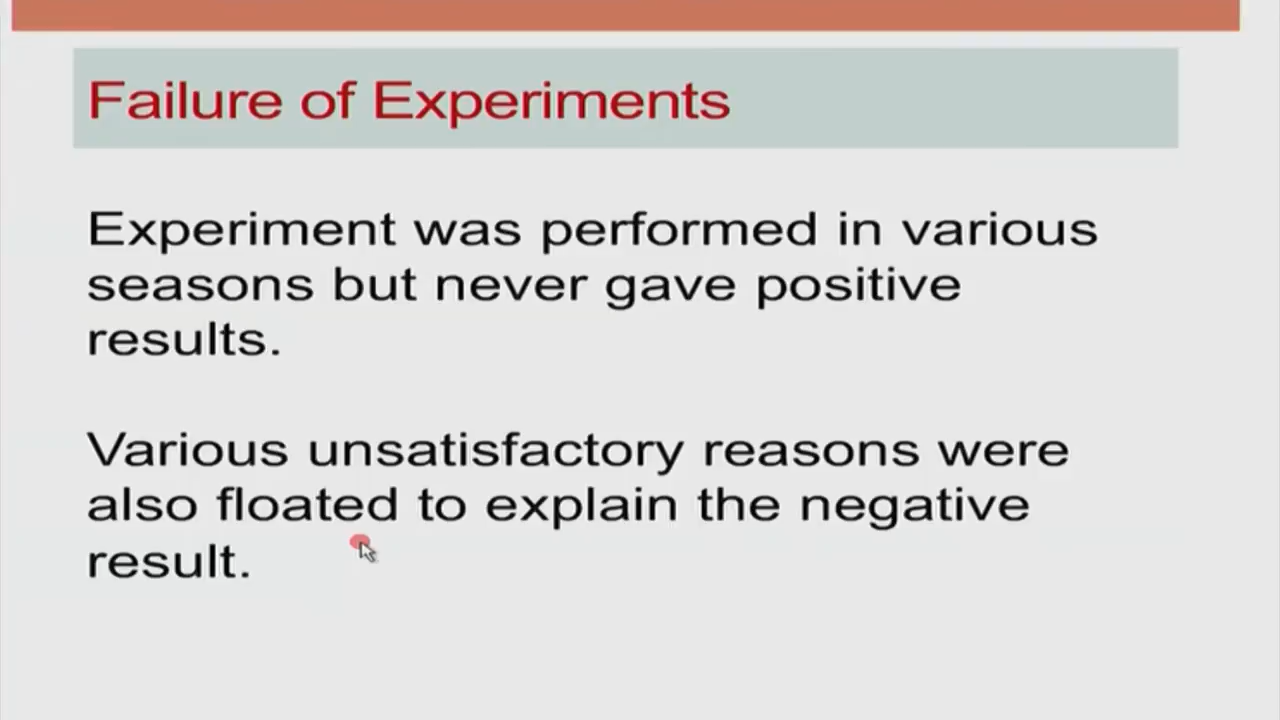 Failure of Experiments
Experiment was performed in various
seasons but never gave positive
results.
Various unsatisfactory reasons were
also floated to explain the negative
result.